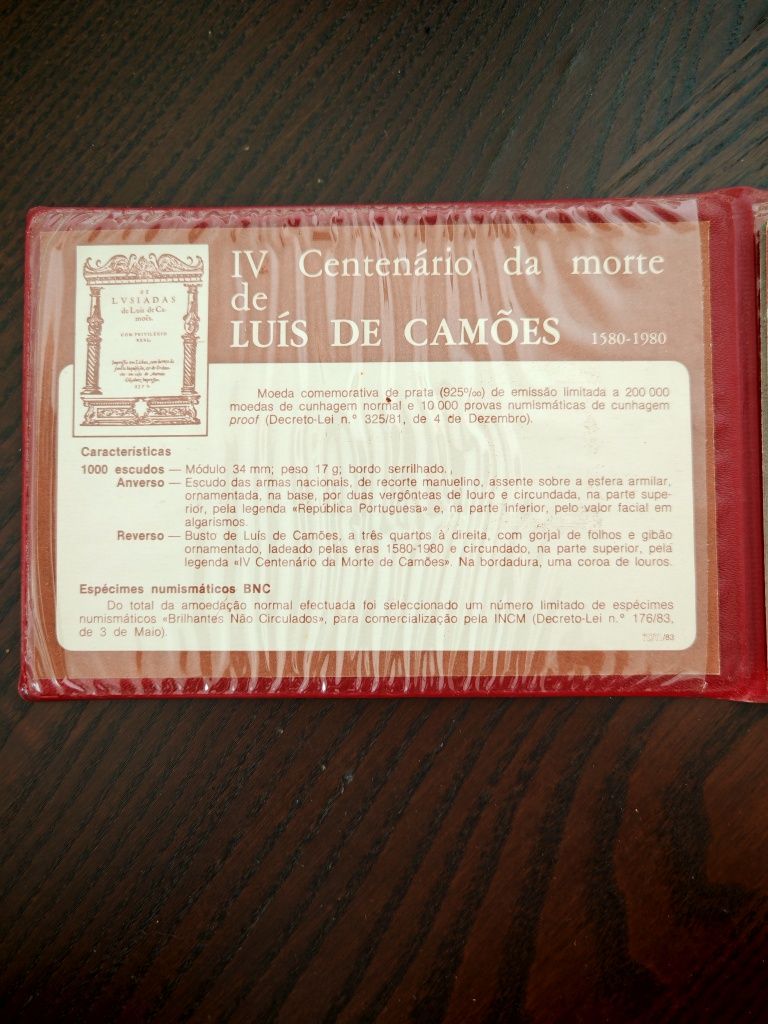 OS
LVSIADAS
de Luis de Ca-
mões.
COM PRIVILEGIO
REAL.
IV Centenário da morte
de
LUÍS DE CAMÕES 1580-1980
Moeda comemorativa de prata (925‰) de emissão limitada a 200 000
moedas de cunhagem normal e 10 000 provas numismáticas de cunhagem
proof (Decreto-Lei n.º 325/81, de 4 de Dezembro).
Características
1000 escudos — Módulo 34 mm; peso 17 g; bordo serrilhado.
Anverso — Escudo das armas nacionais, de recorte manuelino, assente sobre a esfera armilar,
ornamentada, na base, por duas vergônteas de louro e circundada, na parte supe-
rior, pela legenda «República Portuguesa» e, na parte inferior, pelo valor facial em
algarismos.
Reverso — Busto de Luís de Camões, a três quartos à direita, com gorjal de folhos e gibão
ornamentado, ladeado pelas eras 1580-1980 e circundado, na parte superior, pela
legenda «IV Centenário da Morte de Camões». Na bordadura, uma coroa de louros.
Espécimes numismáticos BNC
Do total da amoedação normal efectuada foi seleccionado um número limitado de espécimes
numismáticos «Brilhantes Não Circulados», para comercialização pela INCM (Decreto-Lei n.º 176/83,
de 3 de Maio).
/83